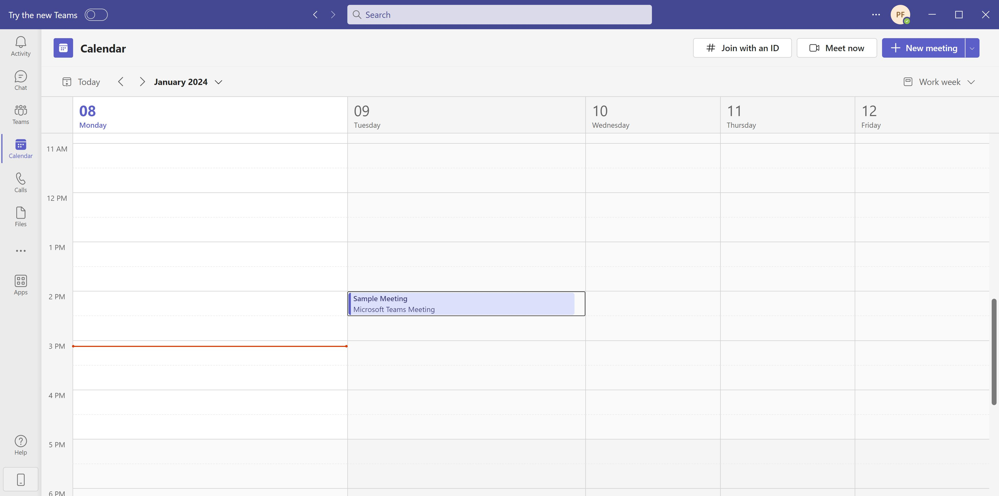 Try the new Teams
Search
PF
Activity
Chat
Teams
Calendar
Calls
Files
Apps
Help
Calendar
Join with an ID
Meet now
New meeting
Today
January 2024
Work week
08
Monday
09
Tuesday
10
Wednesday
11
Thursday
12
Friday
11 AM
12 PM
1 PM
2 PM
Sample Meeting
Microsoft Teams Meeting
3 PM
4 PM
5 PM
6 PM